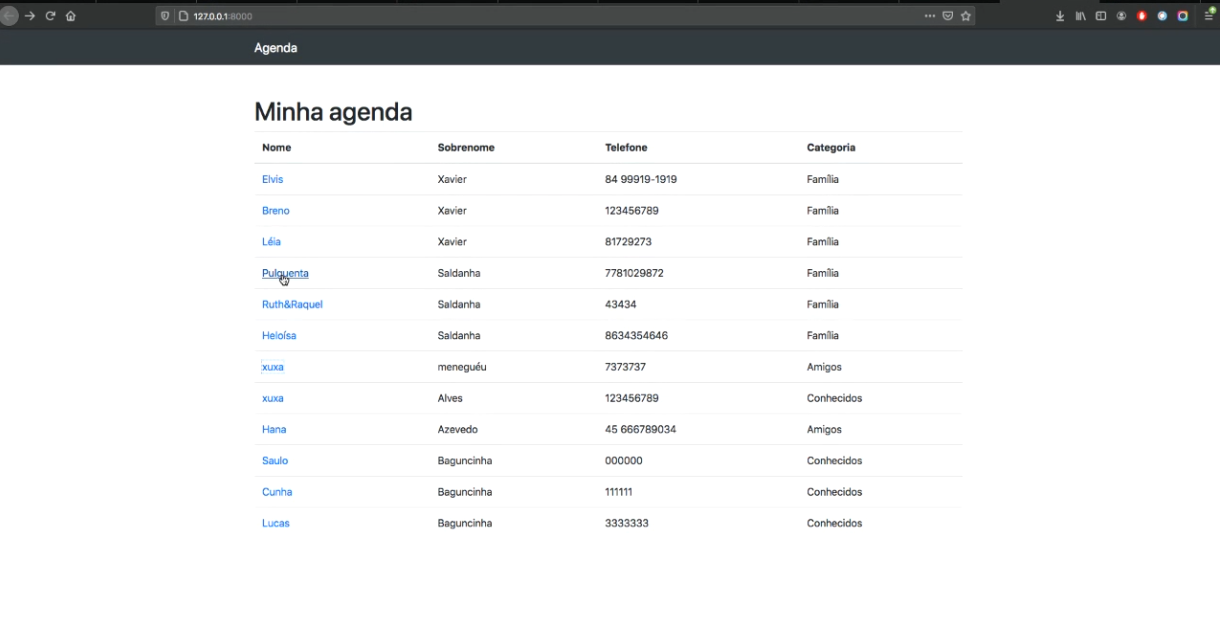 127.0.0.1:8000
Agenda
Minha agenda
Nome Sobrenome Telefone Categoria
Elvis Xavier 84 99919-1919 Família
Breno Xavier 123456789 Família
Léia Xavier 81729273 Família
Pulquenta Saldanha 7781029872 Família
Ruth&Raquel Saldanha 43434 Família
Heloísa Saldanha 8634354646 Família
xuxa meneguéu 7373737 Amigos
xuxa Alves 123456789 Conhecidos
Hana Azevedo 45 666789034 Amigos
Saulo Baguncinha 000000 Conhecidos
Cunha Baguncinha 111111 Conhecidos
Lucas Baguncinha 3333333 Conhecidos